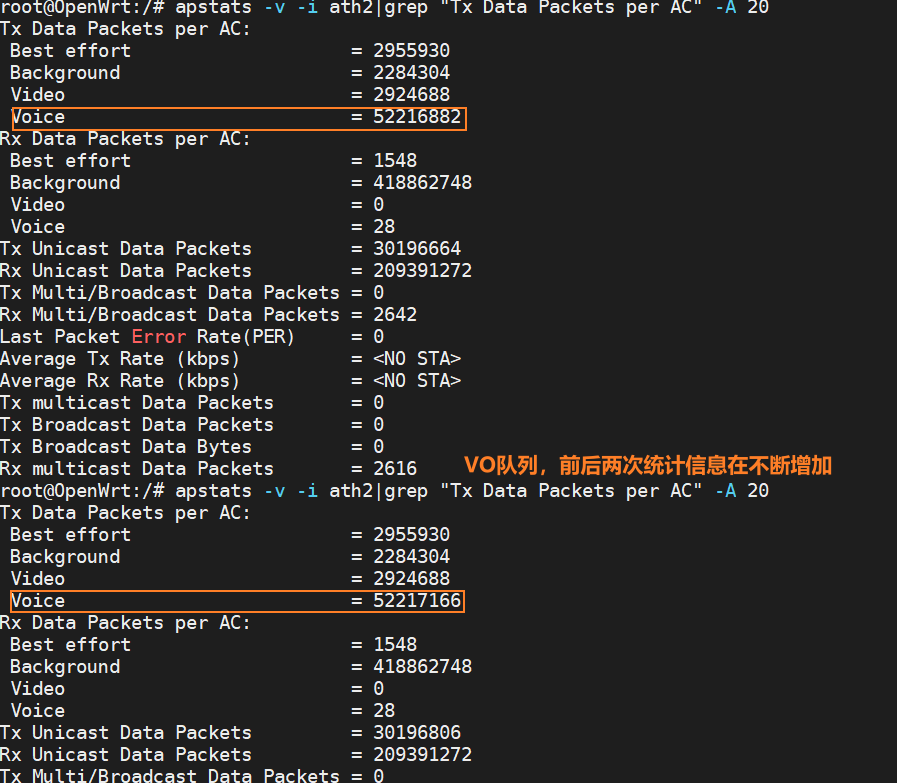 root@OpenWrt:/# apstats -v -i ath2|grep "Tx Data Packets per AC" -A 20
Tx Data Packets per AC:
Best effort = 2955930
Background = 2284304
Video = 2924688
Voice = 52216882
Rx Data Packets per AC:
Best effort = 1548
Background = 418862748
Video = 0
Voice = 28
Tx Unicast Data Packets = 30196664
Rx Unicast Data Packets = 209391272
Tx Multi/Broadcast Data Packets = 0
Rx Multi/Broadcast Data Packets = 2642
Last Packet Error Rate(PER) = 0
Average Tx Rate (kbps) = <NO STA>
Average Rx Rate (kbps) = <NO STA>
Tx multicast Data Packets = 0
Tx Broadcast Data Packets = 0
Tx Broadcast Data Bytes = 0
Rx multicast Data Packets = 2616
VO队列，前后两次统计信息在不断增加
root@OpenWrt:/# apstats -v -i ath2|grep "Tx Data Packets per AC" -A 20
Tx Data Packets per AC:
Best effort = 2955930
Background = 2284304
Video = 2924688
Voice = 52217166
Rx Data Packets per AC:
Best effort = 1548
Background = 418862748
Video = 0
Voice = 28
Tx Unicast Data Packets = 30196806
Rx Unicast Data Packets = 209391272
Tx Multi/Broadcast Data Packets = 0